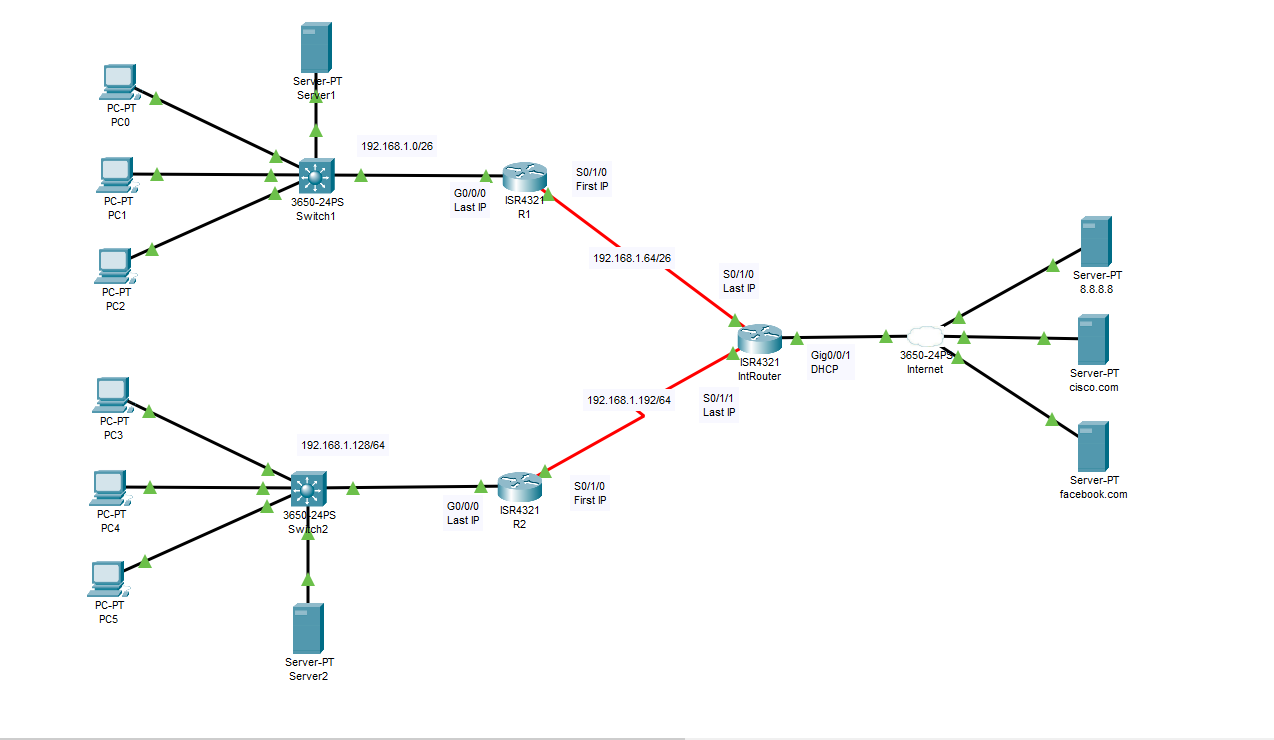 Server-PT
Server1
PC-PT
PC0
192.168.1.0/26
S0/1/0
First IP
PC-PT
PC1
3650-24PS
Switch1
G0/0/0
Last IP
ISR4321
R1
PC-PT
PC2
192.168.1.64/26
S0/1/0
Last IP
Server-PT
8.8.8.8
ISR4321
IntRouter
Gig0/0/1
DHCP
3650-24PS
Internet
Server-PT
cisco.com
192.168.1.192/64
S0/1/1
Last IP
PC-PT
PC3
192.168.1.128/64
Server-PT
facebook.com
S0/1/0
First IP
PC-PT
PC4
3650-24PS
Switch2
G0/0/0
Last IP
ISR4321
R2
PC-PT
PC5
Server-PT
Server2